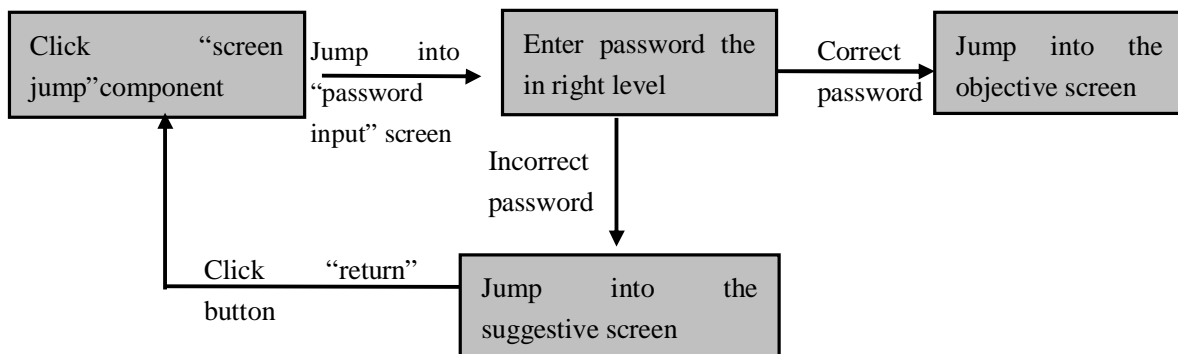 Click “screen
jump”component
Jump into
“password
input” screen
Enter password the
in right level
Correct
password
Jump into the
objective screen
Incorrect
password
Click “return”
button
Jump into the
suggestive screen